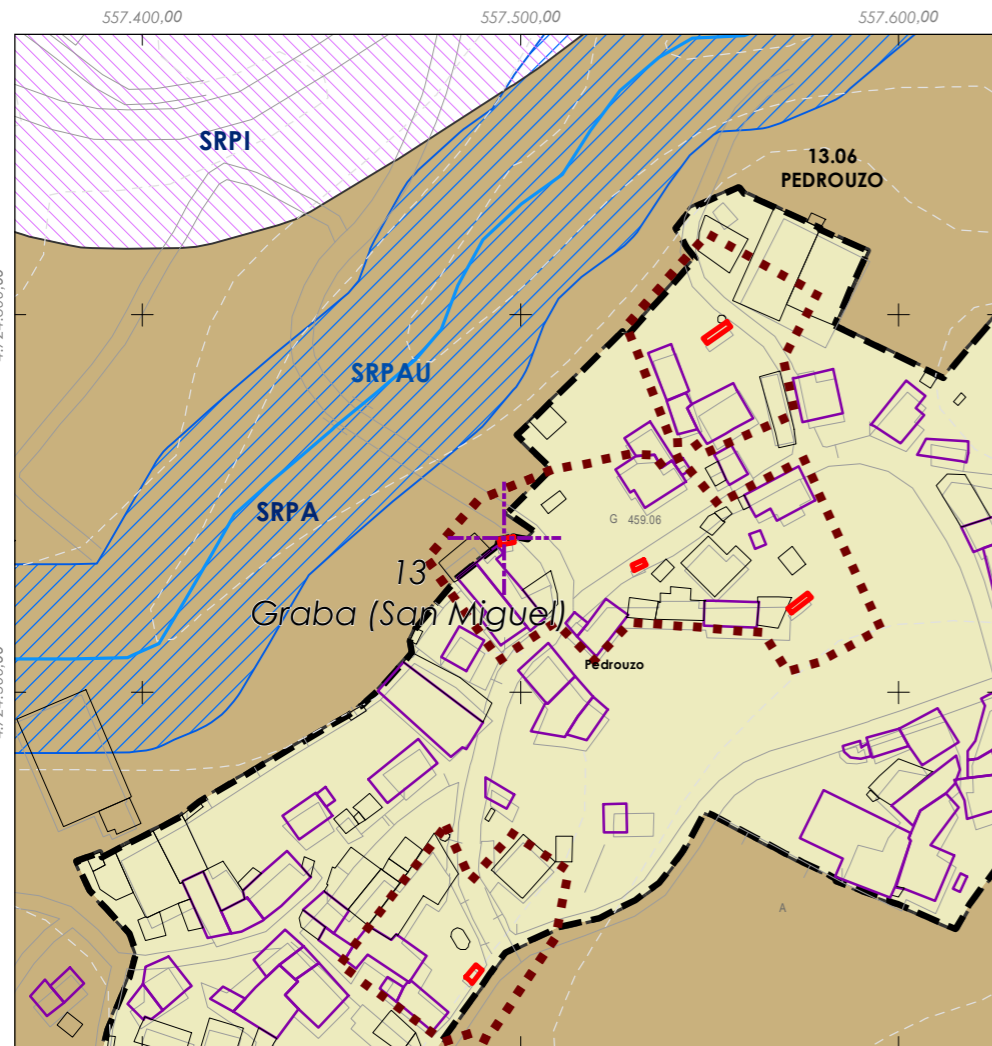 557.400,00
557.500,00
557.600,00
SRPI
13.06
PEDROUZO
SRPAU
SRPA
G 459.06
13
Graba (San Miguel)
Pedrouzo
A